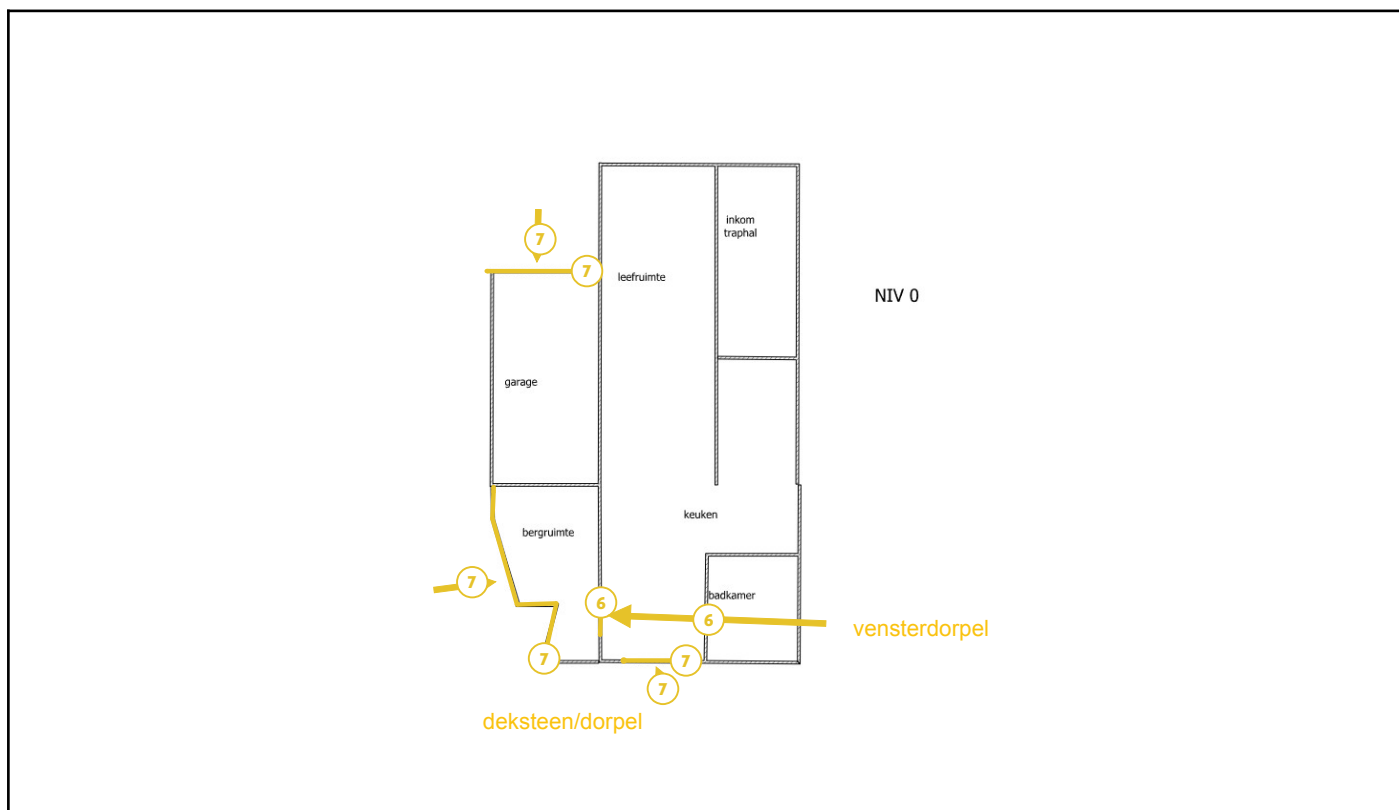 inkom
traphal
7
7
leefruimte
NIV 0
garage
keuken
bergruimte
7
6
badkamer
6
vensterdorpel
7
7
7
deksteen/dorpel